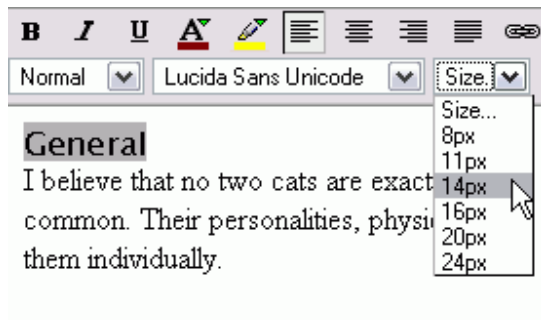 B I U A
Normal Lucida Sans Unicode Size.
Size...
8px
11px
14px
16px
20px
24px
General
I believe that no two cats are exact
common. Their personalities, physi
them individually.